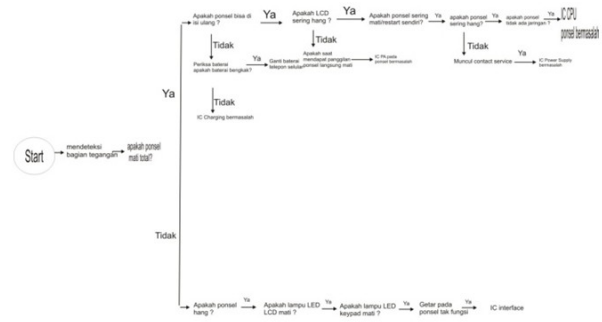 Start
mendeteksi
bagian tegangan
apakah ponsel
mati total?
Ya
Apakah ponsel bisa di
isi ulang ?
Ya
Apakah LCD
sering hang ?
Ya
Apakah ponsel sering
mati/restart sendiri?
Ya
apakah ponsel
sering hang?
Ya
apakah ponsel
tidak ada jaringan ?
Ya
IC CPU
ponsel bermasalah
Tidak
Periksa baterai
apakah baterai bengkak?
Ya
Ganti baterai
telepon selular
Tidak
Apakah saat
mendapat panggilan
ponsel langsung mati
IC PA pada
ponsel bermasalah
Tidak
Muncul contact service
Ya
IC Power Supply
bermasalah
Tidak
IC Charging bermasalah
Tidak
Apakah ponsel
hang ?
Ya
Apakah lampu LED
LCD mati ?
Ya
Apakah lampu LED
keypad mati ?
Ya
Getar pada
ponsel tak fungsi
Ya
IC interface